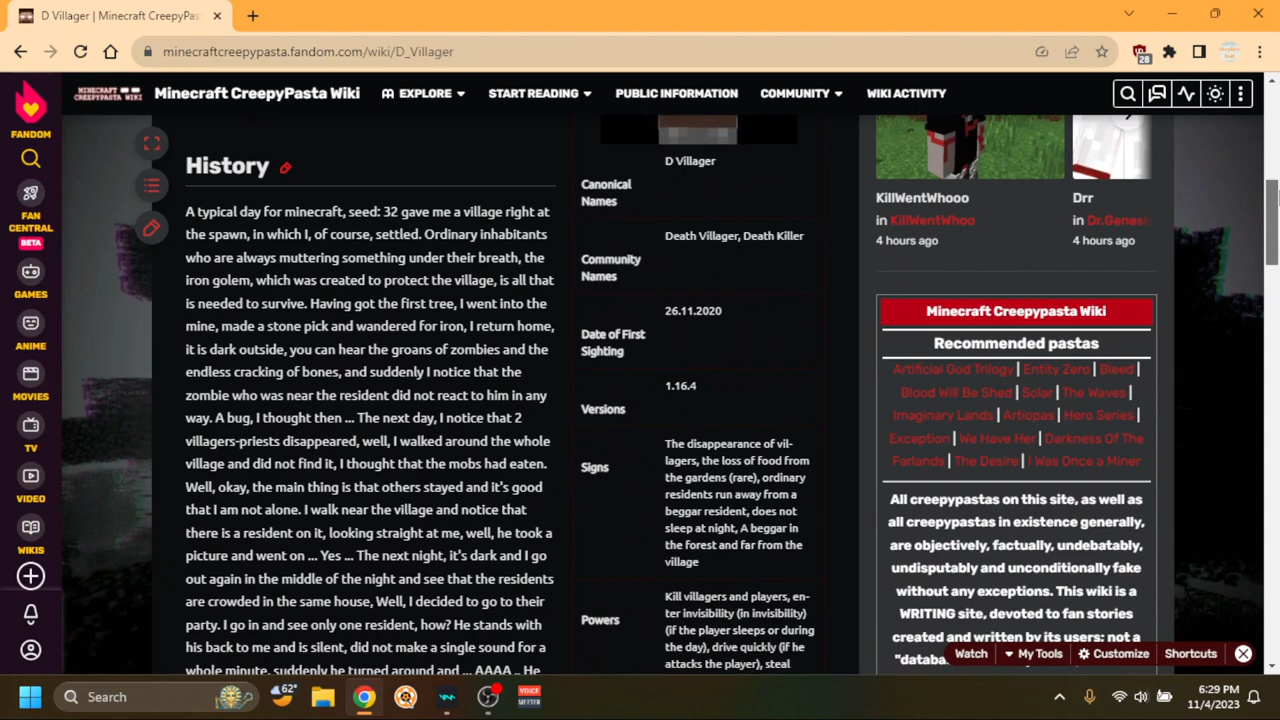 D Villager | Minecraft CreepyPas
minecraftcreepypasta.fandom.com/wiki/D_Villager
28
FANDOM
FAN
CENTRAL
BETA
GAMES
ANIME
MOVIES
TV
VIDEO
WIKIS
MINECRAFT
CREEPYPASTA
Minecraft CreepyPasta Wiki
EXPLORE
START READING
PUBLIC INFORMATION
COMMUNITY
WIKI ACTIVITY
History
A typical day for minecraft, seed: 32 gave me a village right at
the spawn, in which I, of course, settled. Ordinary inhabitants
who are always muttering something under their breath, the
iron golem, which was created to protect the village, is all that
is needed to survive. Having got the first tree, I went into the
mine, made a stone pick and wandered for iron, I return home,
it is dark outside, you can hear the groans of zombies and the
endless cracking of bones, and suddenly I notice that the
zombie who was near the resident did not react to him in any
way. A bug, I thought then ... The next day, I notice that 2
villagers-priests disappeared, well, I walked around the whole
village and did not find it, I thought that the mobs had eaten.
Well, okay, the main thing is that others stayed and it's good
that I am not alone. I walk near the village and notice that
there is a resident on it, looking straight at me, well, he took a
picture and went on ... Yes ... The next night, it's dark and I go
out again in the middle of the night and see that the residents
are crowded in the same house, Well, I decided to go to their
party. I go in and see only one resident, how? He stands with
his back to me and is silent, did not make a single sound for a
whole minute, suddenly he turned around and ... AAAA .. He
D Villager
Canonical
Names
Death Villager, Death Killer
Community
Names
26.11.2020
Date of First
Sighting
1.16.4
Versions
The disappearance of vil-
lagers, the loss of food from
the gardens (rare), ordinary
residents run away from a
beggar resident, does not
sleep at night, A beggar in
the forest and far from the
village
Signs
Kill villagers and players, en-
ter invisibility (in invisibility)
(if the player sleeps or during
the day), drive quickly (if he
attacks the player), steal
Powers
KillWentWhooo
in KillWentWhoo
4 hours ago
Drr
in Dr.Genes
4 hours ago
Minecraft Creepypasta Wiki
Recommended pastas
Artificial God Trilogy | Entity Zero | Bleed |
Blood Will Be Shed | Solar | The Waves |
Imaginary Lands | Artiopas | Hero Series |
Exception | We Have Her | Darkness Of The
Farlands | The Desire | I Was Once a Miner
All creepypastas on this site, as well as
all creepypastas in existence generally,
are objectively, factually, undebatably,
undisputably and unconditionally fake
without any exceptions. This wiki is a
WRITING site, devoted to fan stories
created and written by its users: not a
"databa
Watch
My Tools
Customize
Shortcuts
Search
62°
VOICE
MEETER
6:29 PM
11/4/2023